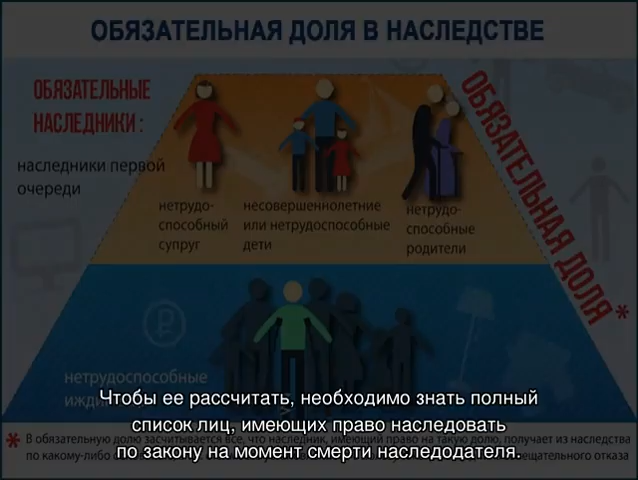 ОБЯЗАТЕЛЬНАЯ ДОЛЯ В НАСЛЕДСТВЕ
ОБЯЗАТЕЛЬНЫЕ
НАСЛЕДНИКИ :
наследники первой
очереди
нетрудо-
способный
супруг
несовершеннолетние
или нетрудоспособные
дети
нетрудо-
способные
родители
ОБЯЗАТЕЛЬНАЯ ДОЛЯ *
нетрудоспособные
Чтобы ее рассчитать, необходимо знать полный
список лиц, имеющих право наследовать
по закону на момент смерти наследодателя.
* В обязательную долю засчитывается все, что наследник, имеющий право на такую долю, получает из наследства
по какому-либо отказа